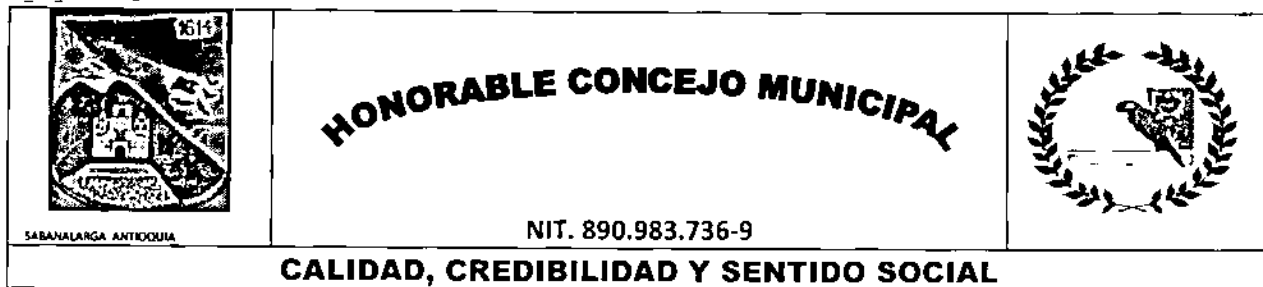 1614
HONORABLE CONCEJO MUNICIPAL
NIT. 890.983.736-9
SABANALARGA ANTIOQUIA
CALIDAD, CREDIBILIDAD Y SENTIDO SOCIAL